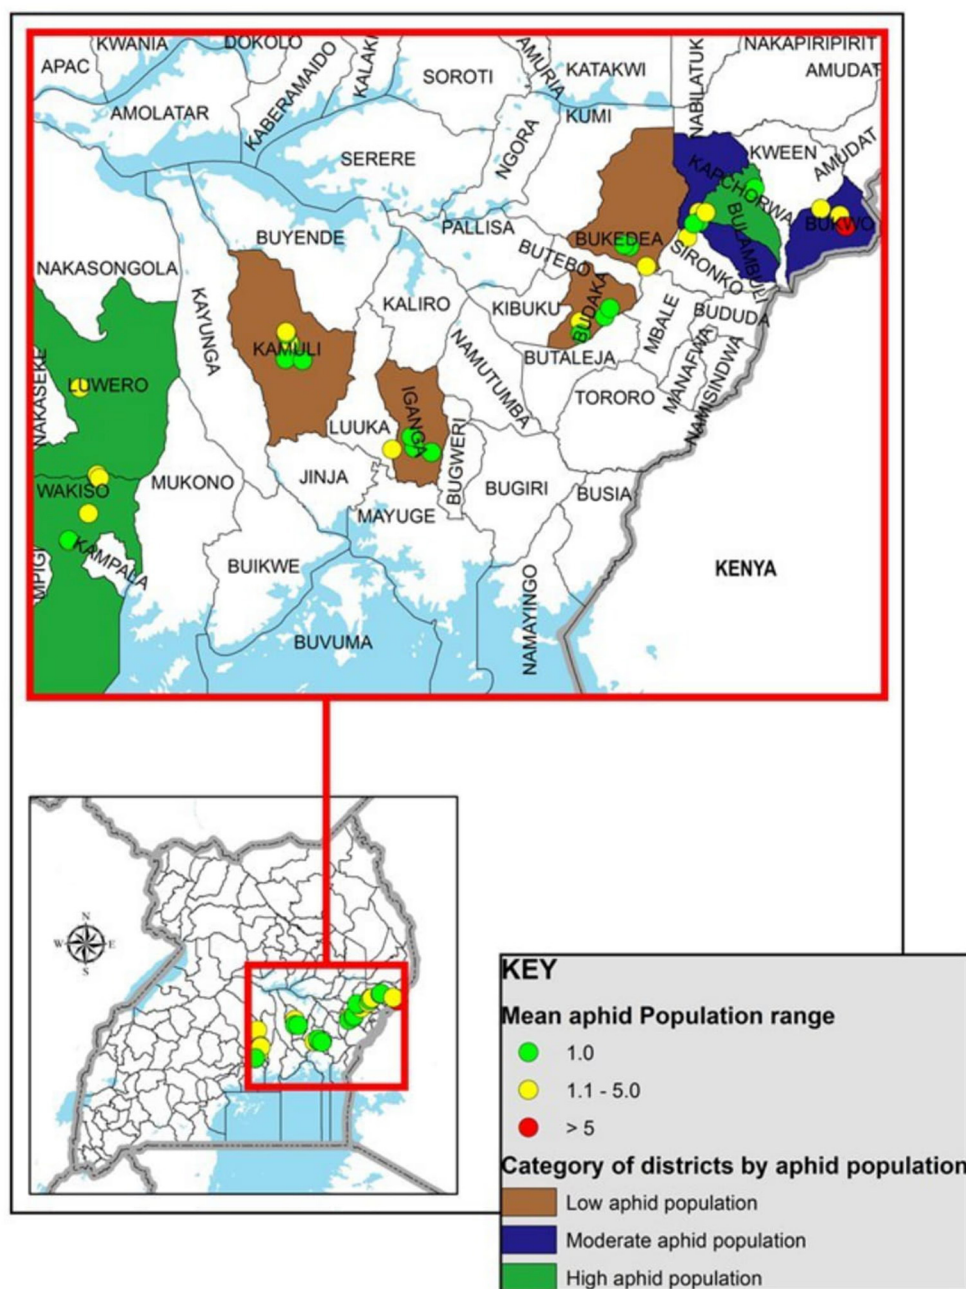 KWANIA
DOKOLO
NAKAPIRIPIRIT
APAC
KABERAMAIDO
KALAKI
SOROTI
AMURIA
KATAKWI
NABILATUK
AMUDAT
AMOLATAR
KUMI
SERERE
NGORA
KWEEN
AMUDAT
KAPCHORWA
BUYENDE
PALLISA
BUKEDEA
BULAMBULI
BUKWO
NAKASONGOLA
BUTEBO
SIRONKO
KAYUNGA
KALIRO
KIBUKU
BUDAKA
MBALE
BUDUDA
KAMULI
NAMUTUMBA
BUTALEJA
MANAFWA
NAMISINDWA
NAKASEKE
LUWERO
IGANGA
TORORO
LUUKA
BUGWERI
WAKISO
MUKONO
JINJA
BUGIRI
BUSIA
MAYUGE
MPIGI
KAMPALA
BUIKWE
NAMAYINGO
KENYA
BUVUMA
N
W E
S
KEY
Mean aphid Population range
1.0
1.1 - 5.0
> 5
Category of districts by aphid population
Low aphid population
Moderate aphid population
High aphid population